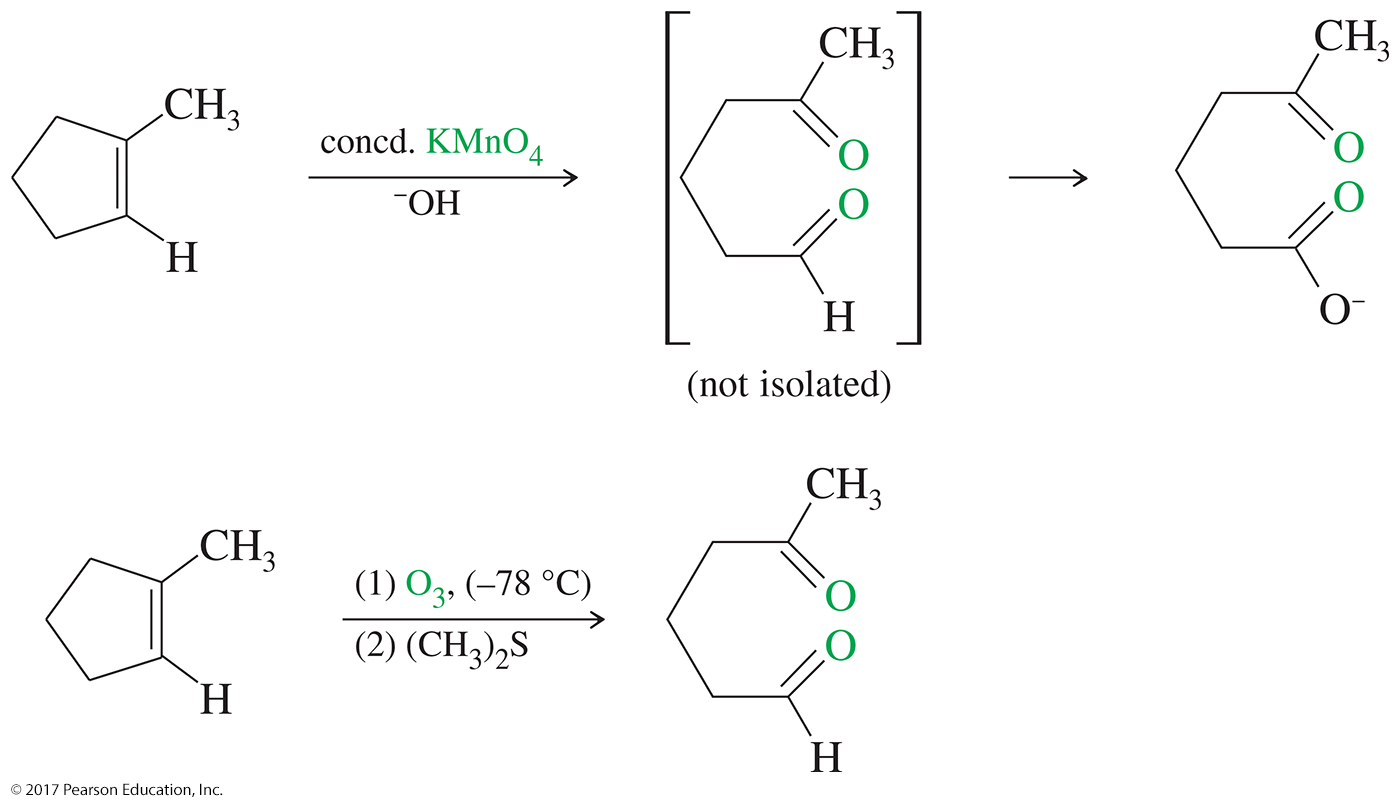 CH₃
H
concd. KMnO₄
⁻OH
CH₃
O
O
H
(not isolated)
CH₃
O
O
O⁻
CH₃
H
(1) O₃, (–78 °C)
(2) (CH₃)₂S
CH₃
O
O
H
© 2017 Pearson Education, Inc.